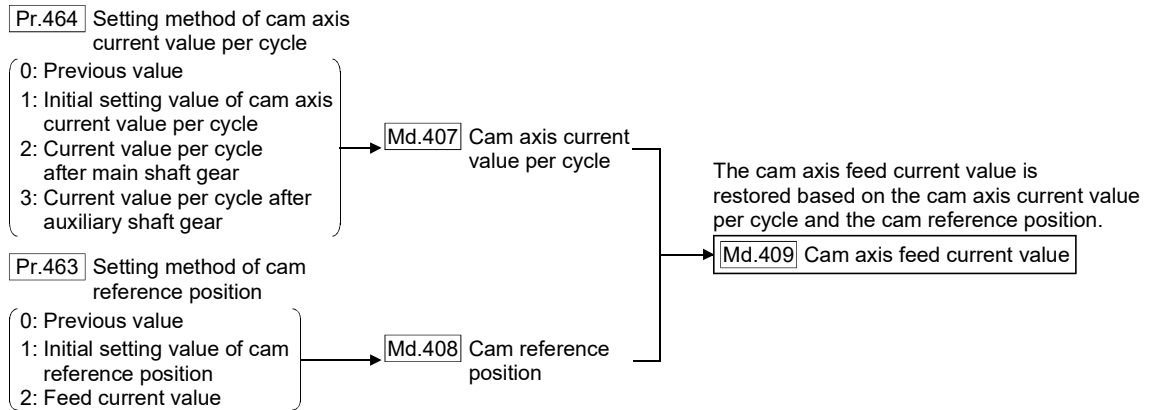 Pr.464 Setting method of cam axis
current value per cycle
0: Previous value
1: Initial setting value of cam axis
current value per cycle
2: Current value per cycle
after main shaft gear
3: Current value per cycle after
auxiliary shaft gear
Md.407 Cam axis current
value per cycle
The cam axis feed current value is
restored based on the cam axis current value
per cycle and the cam reference position.
Md.409 Cam axis feed current value
Pr.463 Setting method of cam
reference position
0: Previous value
1: Initial setting value of cam
reference position
2: Feed current value
Md.408 Cam reference
position